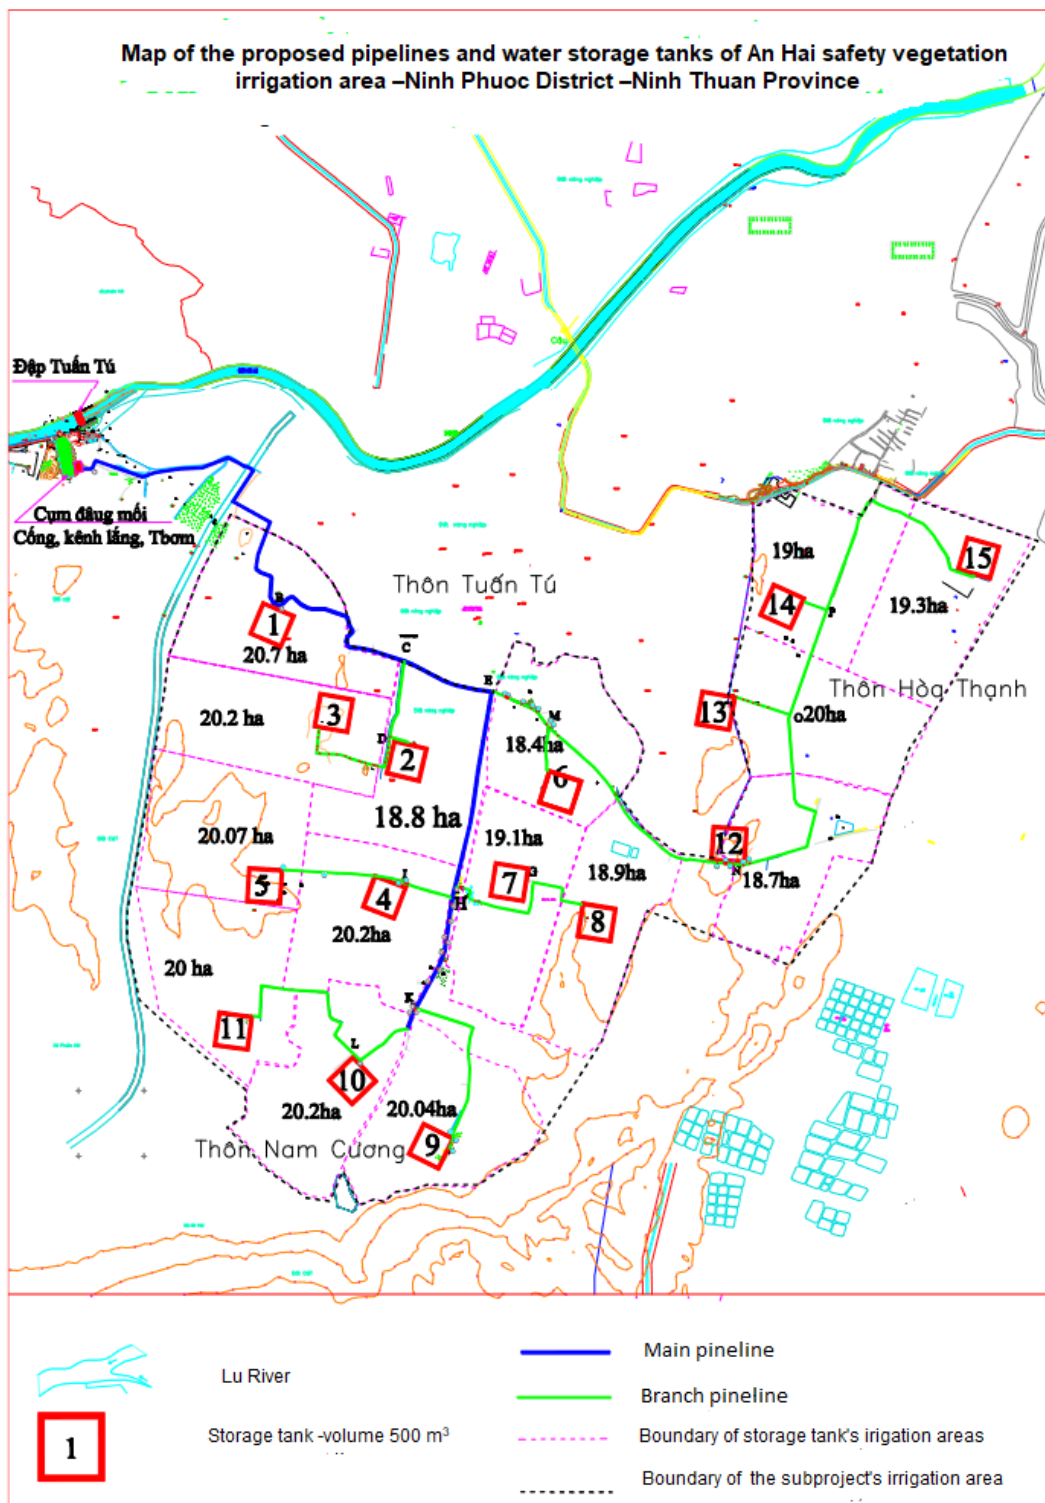 Map of the proposed pipelines and water storage tanks of An Hai safety vegetation
irrigation area –Ninh Phuoc District –Ninh Thuan Province
Đập Tuấn Tú
Cụm đâug mối
Cống, kênh lắng, Tbơm
Thôn Tuấn Tú
Thôn Hòa Thạnh
Thôn Nam Cương
Cầu
B
1
20.7 ha
C
E
3
20.2 ha
D
2
M
18.4ha
6
18.8 ha
20.07 ha
19.1ha
5
4
I
7
G
H
8
18.9ha
20.2ha
20 ha
K
11
L
10
20.2ha
20.04ha
9
19ha
14
P
15
19.3ha
13
O
20ha
12
N
18.7ha
Lu River
1
Storage tank -volume 500 m³
Main pineline
Branch pineline
Boundary of storage tank's irigation areas
Boundary of the subproject's irrigation area